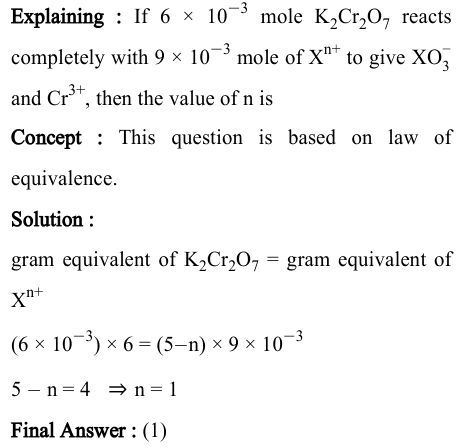 Explaining : If 6 × 10⁻³ mole K₂Cr₂O₇ reacts
completely with 9 × 10⁻³ mole of Xⁿ⁺ to give XO₃⁻
and Cr³⁺, then the value of n is
Concept : This question is based on law of
equivalence.
Solution :
gram equivalent of K₂Cr₂O₇ = gram equivalent of
Xⁿ⁺
(6 × 10⁻³) × 6 = (5−n) × 9 × 10⁻³
5 − n = 4 ⇒ n = 1
Final Answer : (1)